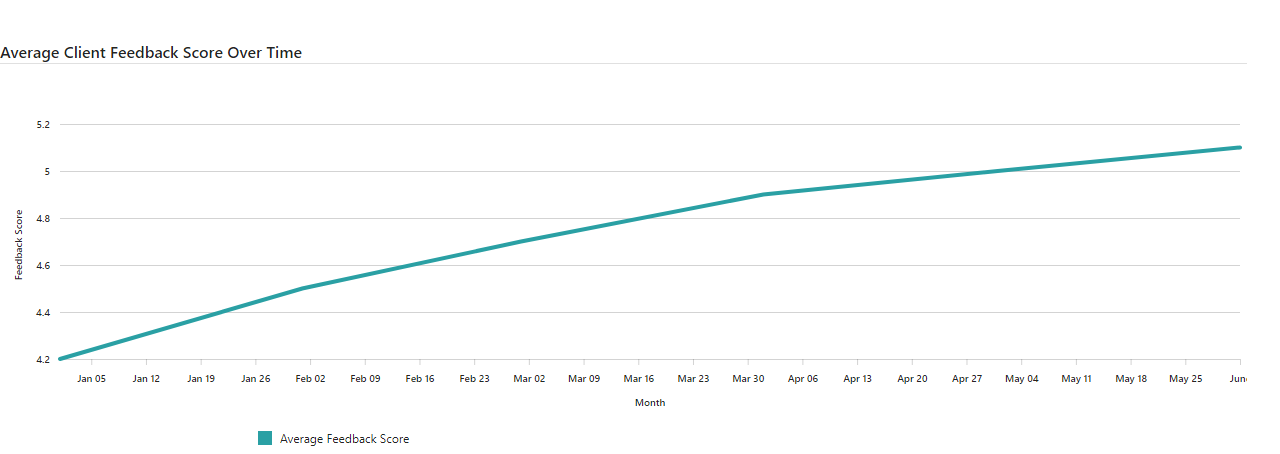 Average Client Feedback Score Over Time
5.2
5
4.8
4.6
4.4
4.2
Feedback Score
Jan 05 Jan 12 Jan 19 Jan 26 Feb 02 Feb 09 Feb 16 Feb 23 Mar 02 Mar 09 Mar 16 Mar 23 Mar 30 Apr 06 Apr 13 Apr 20 Apr 27 May 04 May 11 May 18 May 25 June
Month
Average Feedback Score